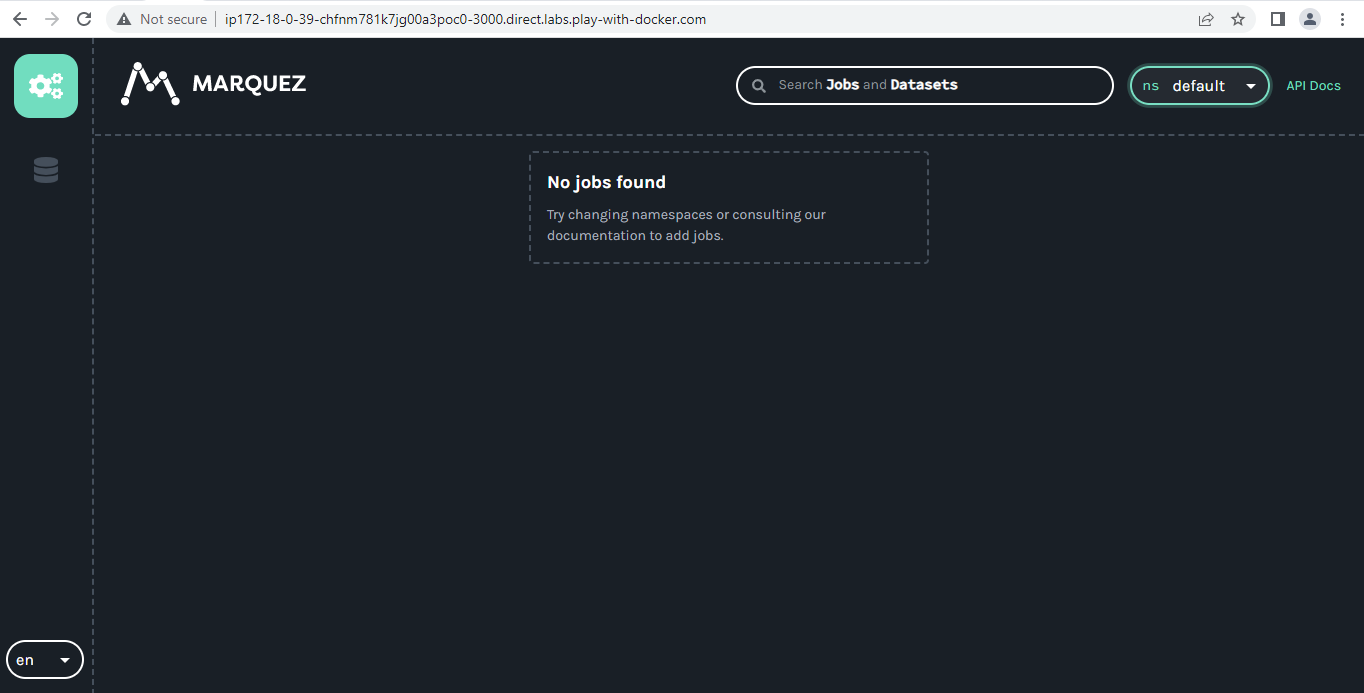 Not secure
ip172-18-0-39-chfnm781k7jg00a3poc0-3000.direct.labs.play-with-docker.com
MARQUEZ
Search Jobs and Datasets
ns default
API Docs
No jobs found
Try changing namespaces or consulting our
documentation to add jobs.
en